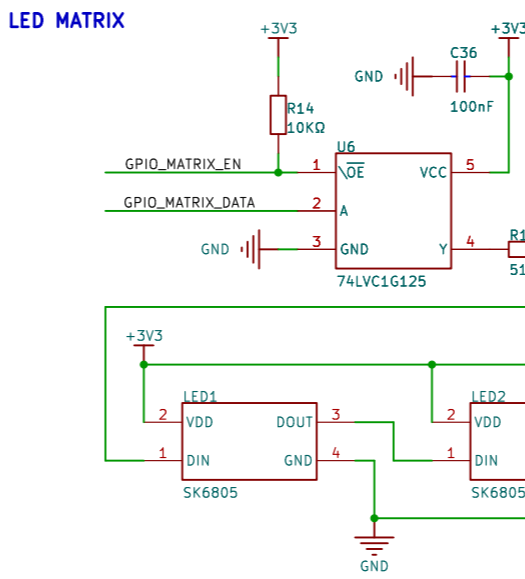 LED MATRIX
+3V3
+3V3
C36
GND
100nF
R14
10KΩ
U6
GPIO_MATRIX_EN
1
\OE
VCC
5
GPIO_MATRIX_DATA
2
A
GND
3
GND
Y
4
R1
51
74LVC1G125
+3V3
LED1
LED2
2
VDD
DOUT
3
2
VDD
1
DIN
GND
4
1
DIN
SK6805
SK6805
GND